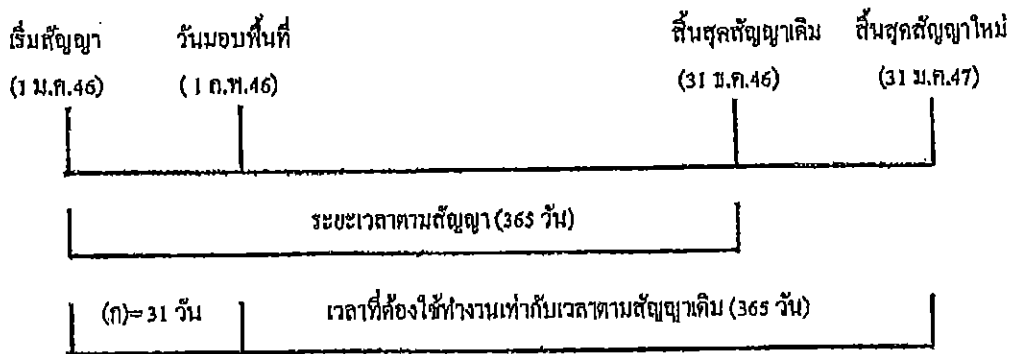 เริ่มสัญญา วันมอบพื้นที่ สิ้นสุดสัญญาเดิม สิ้นสุดสัญญาใหม่
(1 ม.ค.46) (1 ก.พ.46) (31 ธ.ค.46) (31 ม.ค.47)
ระยะเวลาตามสัญญา (365 วัน)
(ก)= 31 วัน เวลาที่ต้องใช้ทำงานเท่ากับเวลาตามสัญญาเดิม (365 วัน)